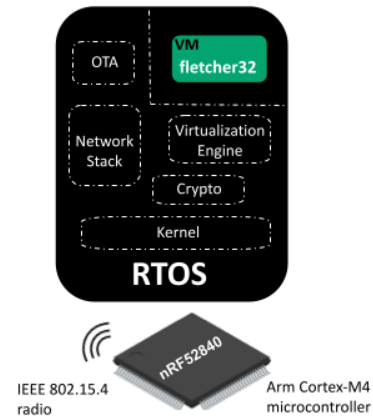 VM
fletcher32
OTA
Network
Stack
Virtualization
Engine
Crypto
Kernel
RTOS
nRF52840
IEEE 802.15.4
radio
Arm Cortex-M4
microcontroller